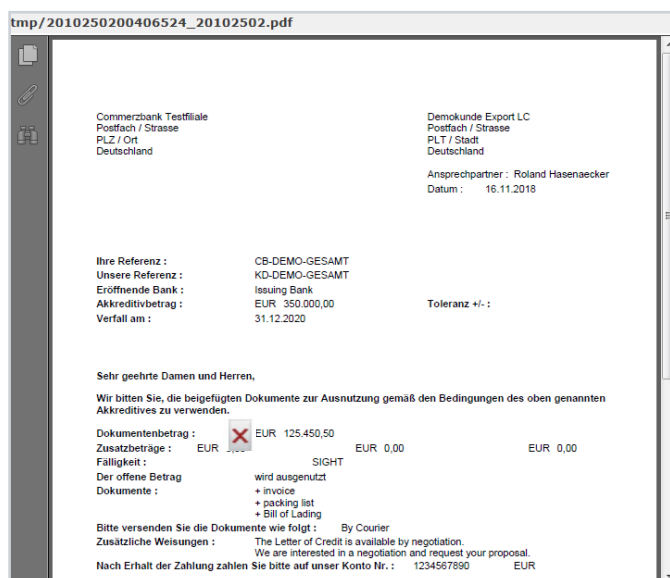 tmp/2010250200406524_20102502.pdf
Commerzbank Testfiliale
Postfach / Strasse
PLZ / Ort
Deutschland
Demokunde Export LC
Postfach / Strasse
PLT / Stadt
Deutschland
Ansprechpartner : Roland Hasenaecker
Datum : 16.11.2018
Ihre Referenz : CB-DEMO-GESAMT
Unsere Referenz : KD-DEMO-GESAMT
Eröffnende Bank : Issuing Bank
Akkreditivbetrag : EUR 350.000,00 Toleranz +/- :
Verfall am : 31.12.2020
Sehr geehrte Damen und Herren,
Wir bitten Sie, die beigefügten Dokumente zur Ausnutzung gemäß den Bedingungen des oben genannten
Akkreditives zu verwenden.
Dokumentenbetrag : EUR 125.450,50
Zusatzbeträge : EUR EUR 0,00 EUR 0,00
Fälligkeit : SIGHT
Der offene Betrag wird ausgenutzt
Dokumente : + invoice
+ packing list
+ Bill of Lading
Bitte versenden Sie die Dokumente wie folgt : By Courier
Zusätzliche Weisungen : The Letter of Credit is available by negotiation.
We are interested in a negotiation and request your proposal.
Nach Erhalt der Zahlung zahlen Sie bitte auf unser Konto Nr. : 1234567890 EUR